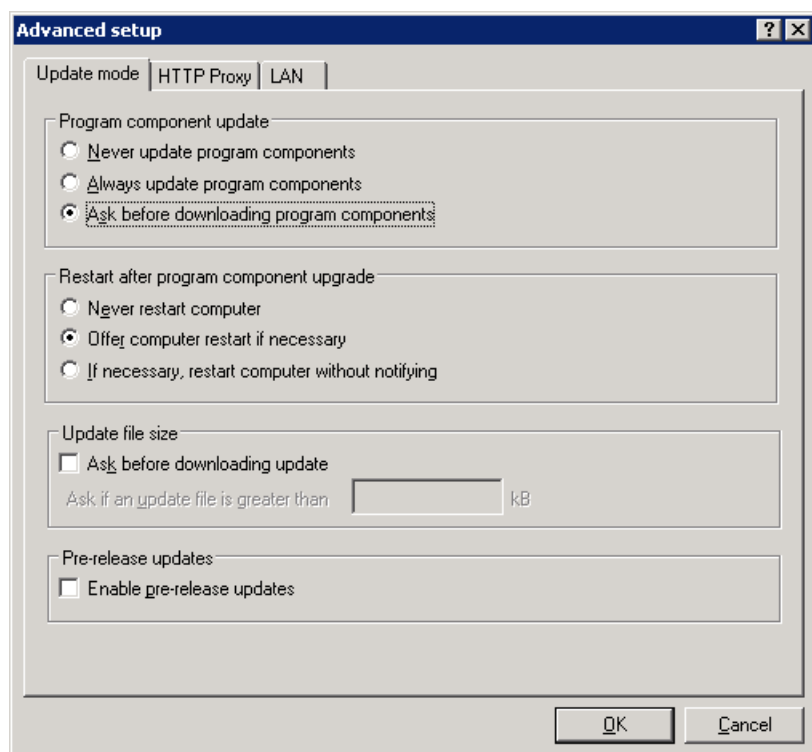 Advanced setup
Update mode HTTP Proxy LAN
Program component update
Never update program components
Always update program components
Ask before downloading program components
Restart after program component upgrade
Never restart computer
Offer computer restart if necessary
If necessary, restart computer without notifying
Update file size
Ask before downloading update
Ask if an update file is greater than kB
Pre-release updates
Enable pre-release updates
OK Cancel